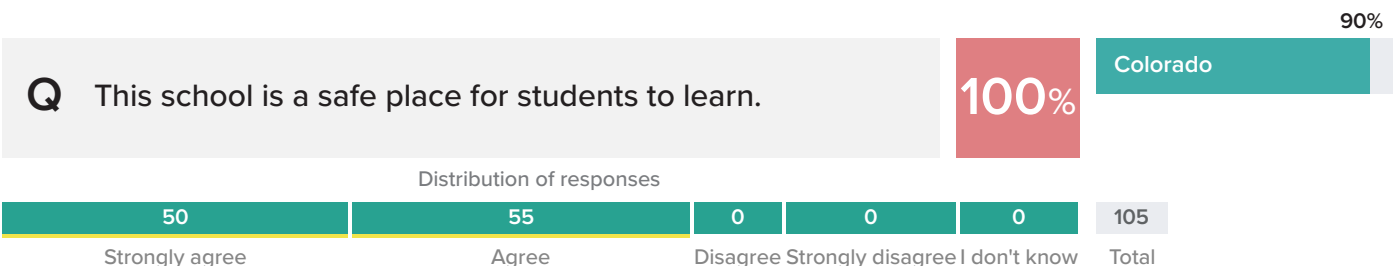 90%
Colorado
Q This school is a safe place for students to learn.
100%
Distribution of responses
50 55 0 0 0 105
Strongly agree Agree Disagree Strongly disagree I don't know Total